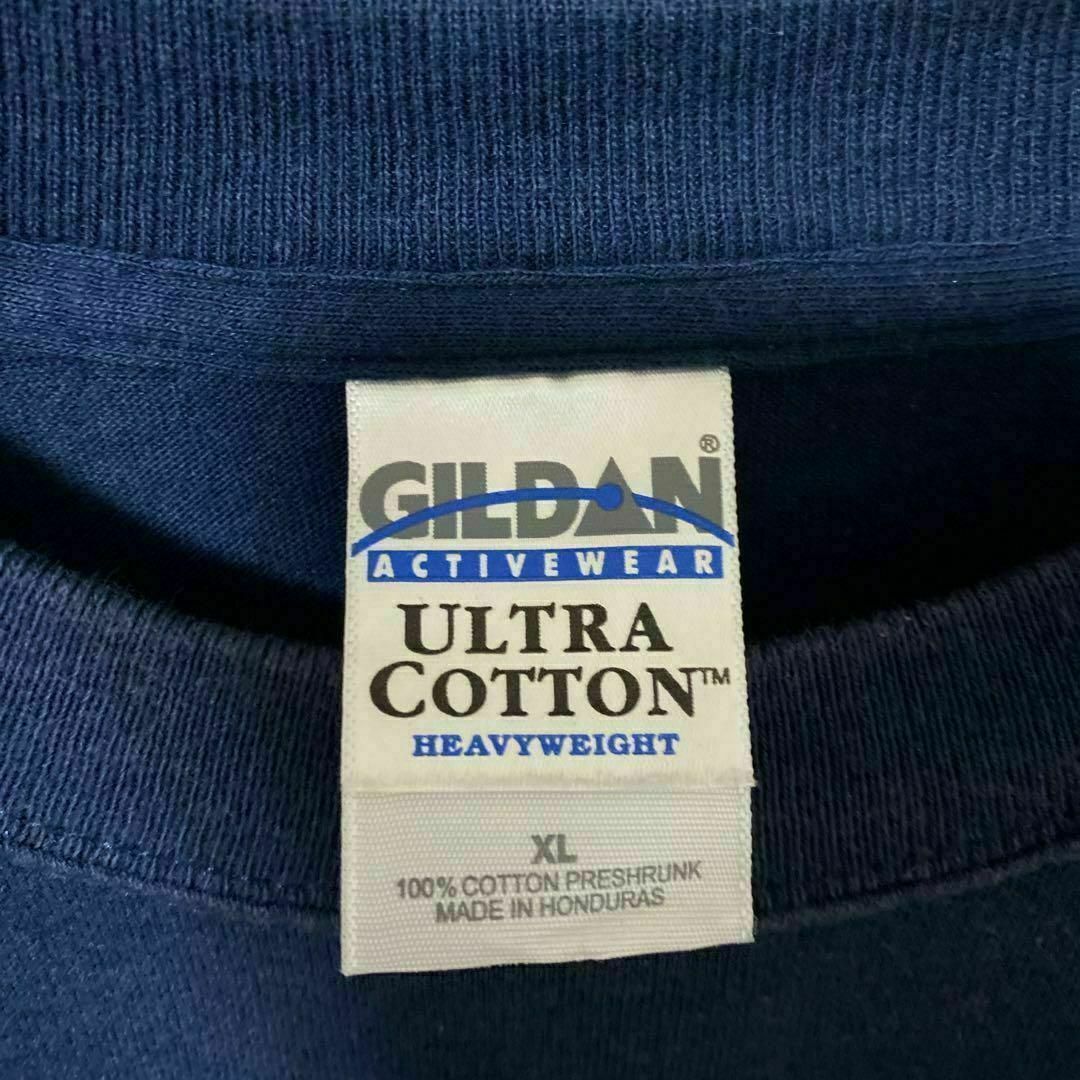 GILDAN®
ACTIVEWEAR
ULTRA
COTTON™
HEAVYWEIGHT
XL
100% COTTON PRESHRUNK
MADE IN HONDURAS